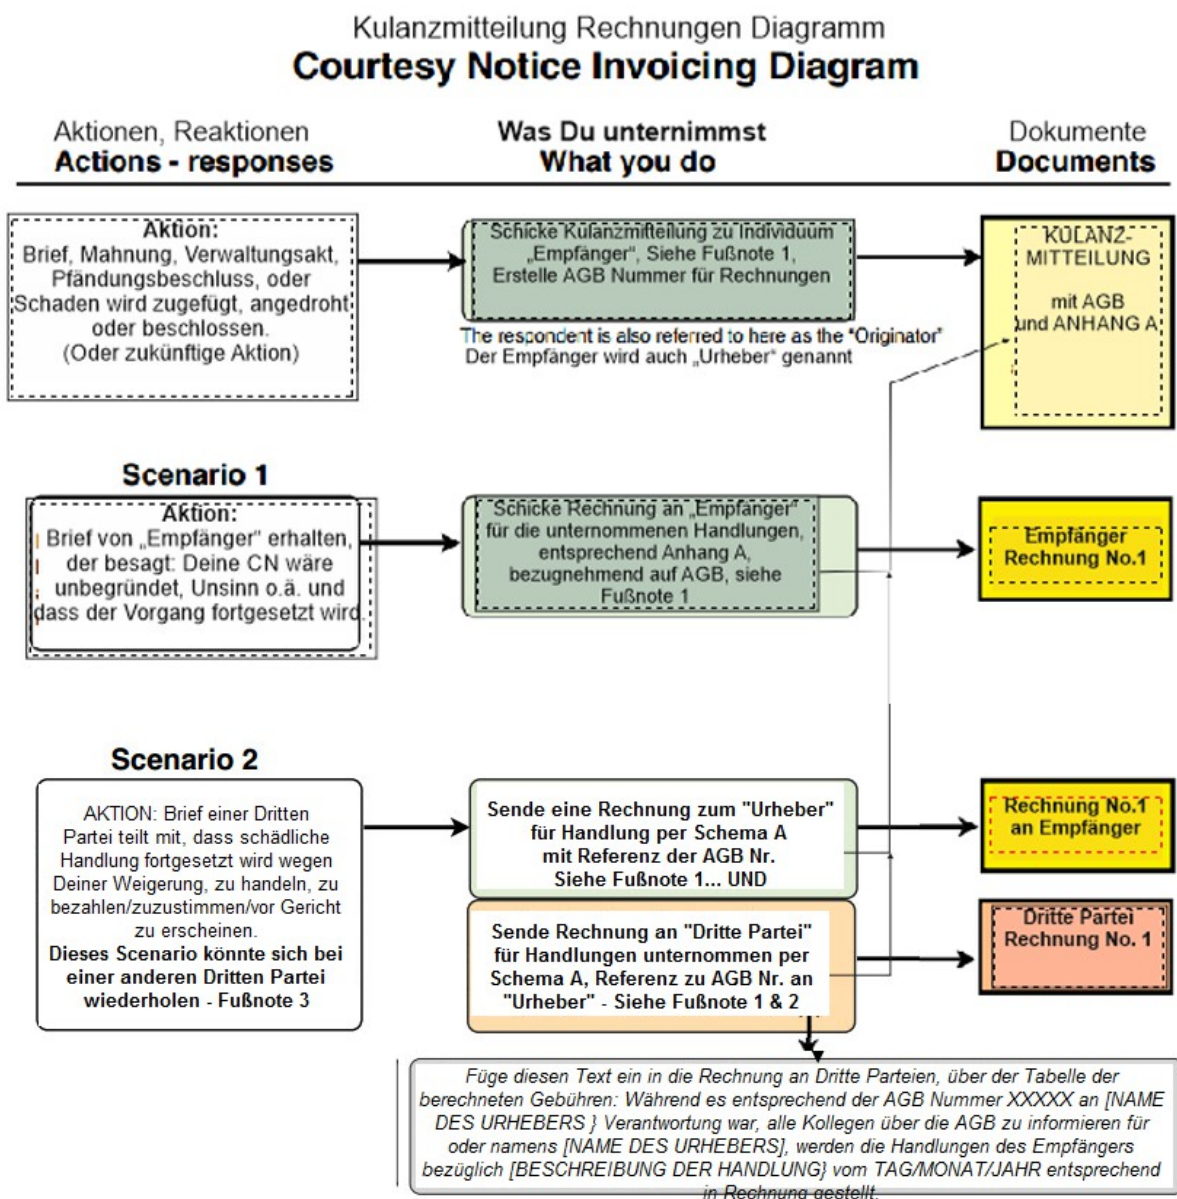 Kulanzmitteilung Rechnungen Diagramm
Courtesy Notice Invoicing Diagram
Aktionen, Reaktionen
Actions - responses
Was Du unternimmst
What you do
Dokumente
Documents
Aktion:
Brief, Mahnung, Verwaltungsakt,
Pfändungsbeschluss, oder
Schaden wird zugefügt, angedroht
oder beschlossen.
(Oder zukünftige Aktion)
Schicke Kulanzmitteilung zu Individuum
„Empfänger“, Siehe Fußnote 1,
Erstelle AGB Nummer für Rechnungen
The respondent is also referred to here as the "Originator"
Der Empfänger wird auch „Urheber“ genannt
KULANZ-
MITTEILUNG
mit AGB
und ANHANG A
Scenario 1
Aktion:
Brief von „Empfänger“ erhalten,
der besagt: Deine CN wäre
unbegründet, Unsinn o.ä. und
dass der Vorgang fortgesetzt wird.
Schicke Rechnung an „Empfänger“
für die unternommenen Handlungen,
entsprechend Anhang A,
bezugnehmend auf AGB, siehe
Fußnote 1
Empfänger
Rechnung No.1
Scenario 2
AKTION: Brief einer Dritten
Partei teilt mit, dass schädliche
Handlung fortgesetzt wird wegen
Deiner Weigerung, zu handeln, zu
bezahlen/zuzustimmen/vor Gericht
zu erscheinen.
Dieses Scenario könnte sich bei
einer anderen Dritten Partei
wiederholen - Fußnote 3
Sende eine Rechnung zum "Urheber"
für Handlung per Schema A
mit Referenz der AGB Nr.
Siehe Fußnote 1... UND
Rechnung No.1
an Empfänger
Sende Rechnung an "Dritte Partei"
für Handlungen unternommen per
Schema A, Referenz zu AGB Nr. an
"Urheber" - Siehe Fußnote 1 & 2
Dritte Partei
Rechnung No. 1
Füge diesen Text ein in die Rechnung an Dritte Parteien, über der Tabelle der
berechneten Gebühren: Während es entsprechend der AGB Nummer XXXXX an [NAME
DES URHEBERS } Verantwortung war, alle Kollegen über die AGB zu informieren für
oder namens [NAME DES URHEBERS], werden die Handlungen des Empfängers
bezüglich [BESCHREIBUNG DER HANDLUNG} vom TAG/MONAT/JAHR entsprechend
in Rechnung gestellt.